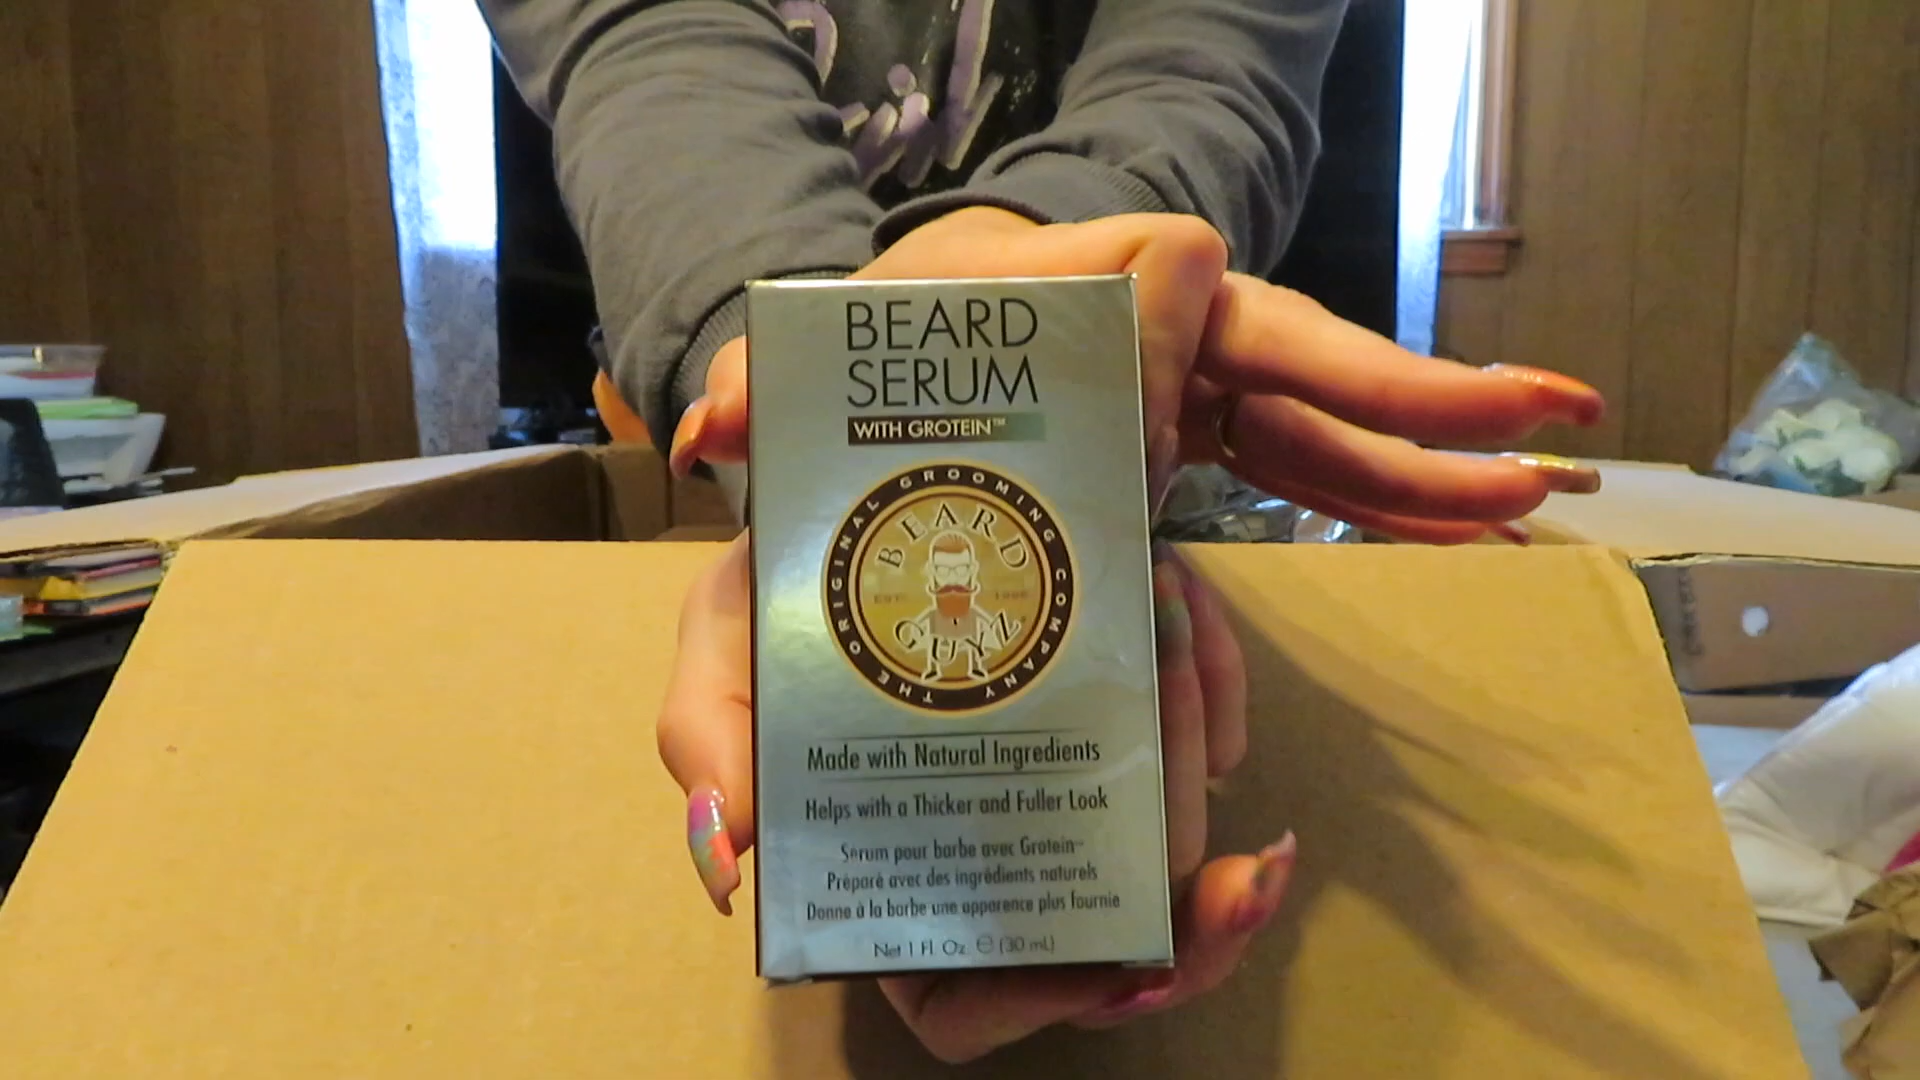 BEARD
SERUM
WITH GROTEIN™
THE ORIGINAL GROOMING COMPANY
BEARD
EST. 1996
GUYZ
Made with Natural Ingredients
Helps with a Thicker and Fuller Look
Serum pour barbe avec Grotein™
Préparé avec des ingrédients naturels
Donne à la barbe une apparence plus fournie
Net 1 Fl. Oz. ℮ (30 mL)